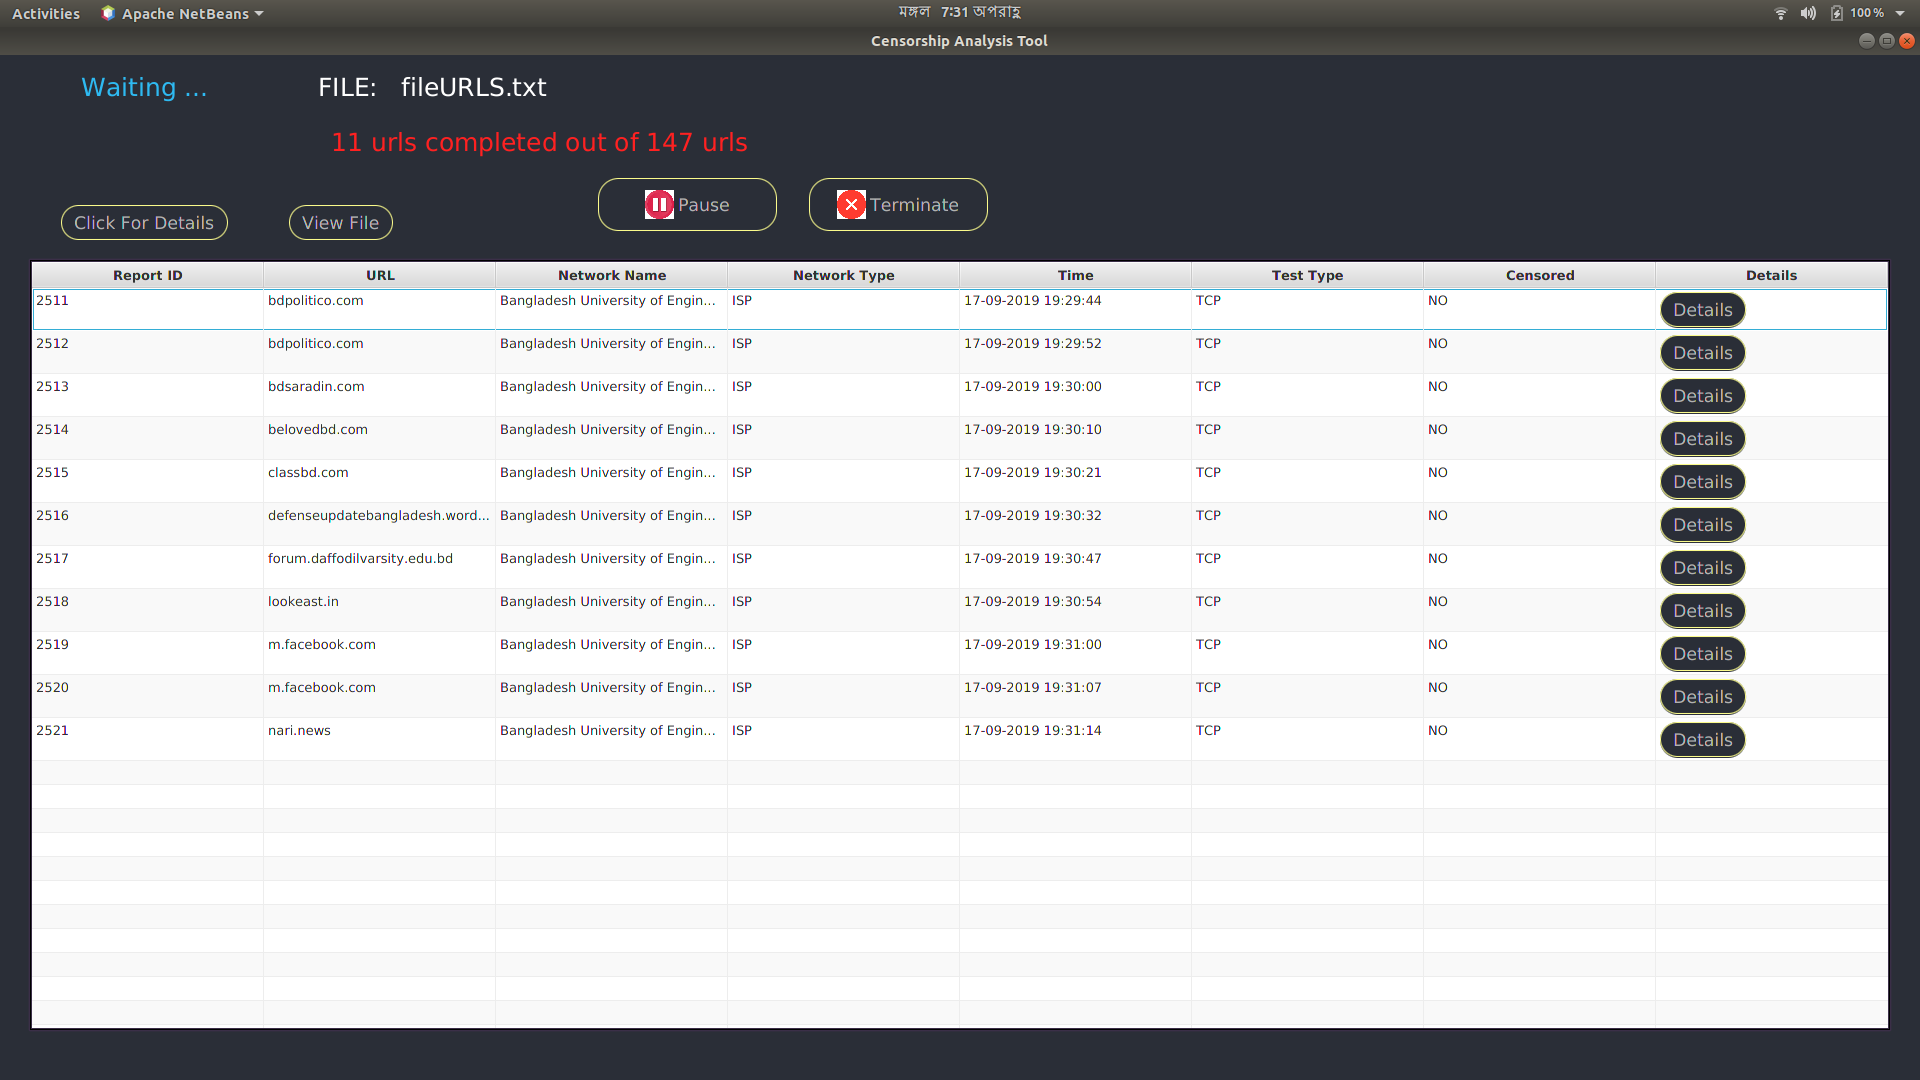 Activities Apache NetBeans মঙ্গল 7:31 অপরাহ্ণ 100 %
Censorship Analysis Tool
Waiting ... FILE: fileURLS.txt
11 urls completed out of 147 urls
Pause Terminate
Click For Details View File
Report ID URL Network Name Network Type Time Test Type Censored Details
2511 bdpolitico.com Bangladesh University of Engin... ISP 17-09-2019 19:29:44 TCP NO Details
2512 bdpolitico.com Bangladesh University of Engin... ISP 17-09-2019 19:29:52 TCP NO Details
2513 bdsaradin.com Bangladesh University of Engin... ISP 17-09-2019 19:30:00 TCP NO Details
2514 belovedbd.com Bangladesh University of Engin... ISP 17-09-2019 19:30:10 TCP NO Details
2515 classbd.com Bangladesh University of Engin... ISP 17-09-2019 19:30:21 TCP NO Details
2516 defenseupdatebangladesh.word... Bangladesh University of Engin... ISP 17-09-2019 19:30:32 TCP NO Details
2517 forum.daffodilvarsity.edu.bd Bangladesh University of Engin... ISP 17-09-2019 19:30:47 TCP NO Details
2518 lookeast.in Bangladesh University of Engin... ISP 17-09-2019 19:30:54 TCP NO Details
2519 m.facebook.com Bangladesh University of Engin... ISP 17-09-2019 19:31:00 TCP NO Details
2520 m.facebook.com Bangladesh University of Engin... ISP 17-09-2019 19:31:07 TCP NO Details
2521 nari.news Bangladesh University of Engin... ISP 17-09-2019 19:31:14 TCP NO Details